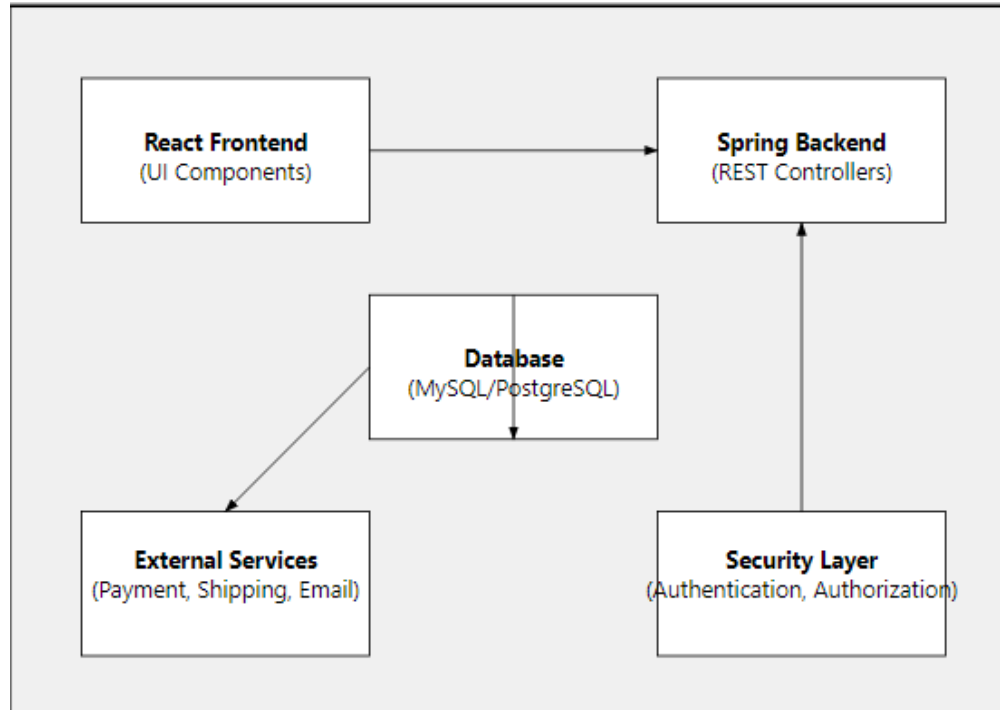 React Frontend
(UI Components)
Spring Backend
(REST Controllers)
Database
(MySQL/PostgreSQL)
External Services
(Payment, Shipping, Email)
Security Layer
(Authentication, Authorization)